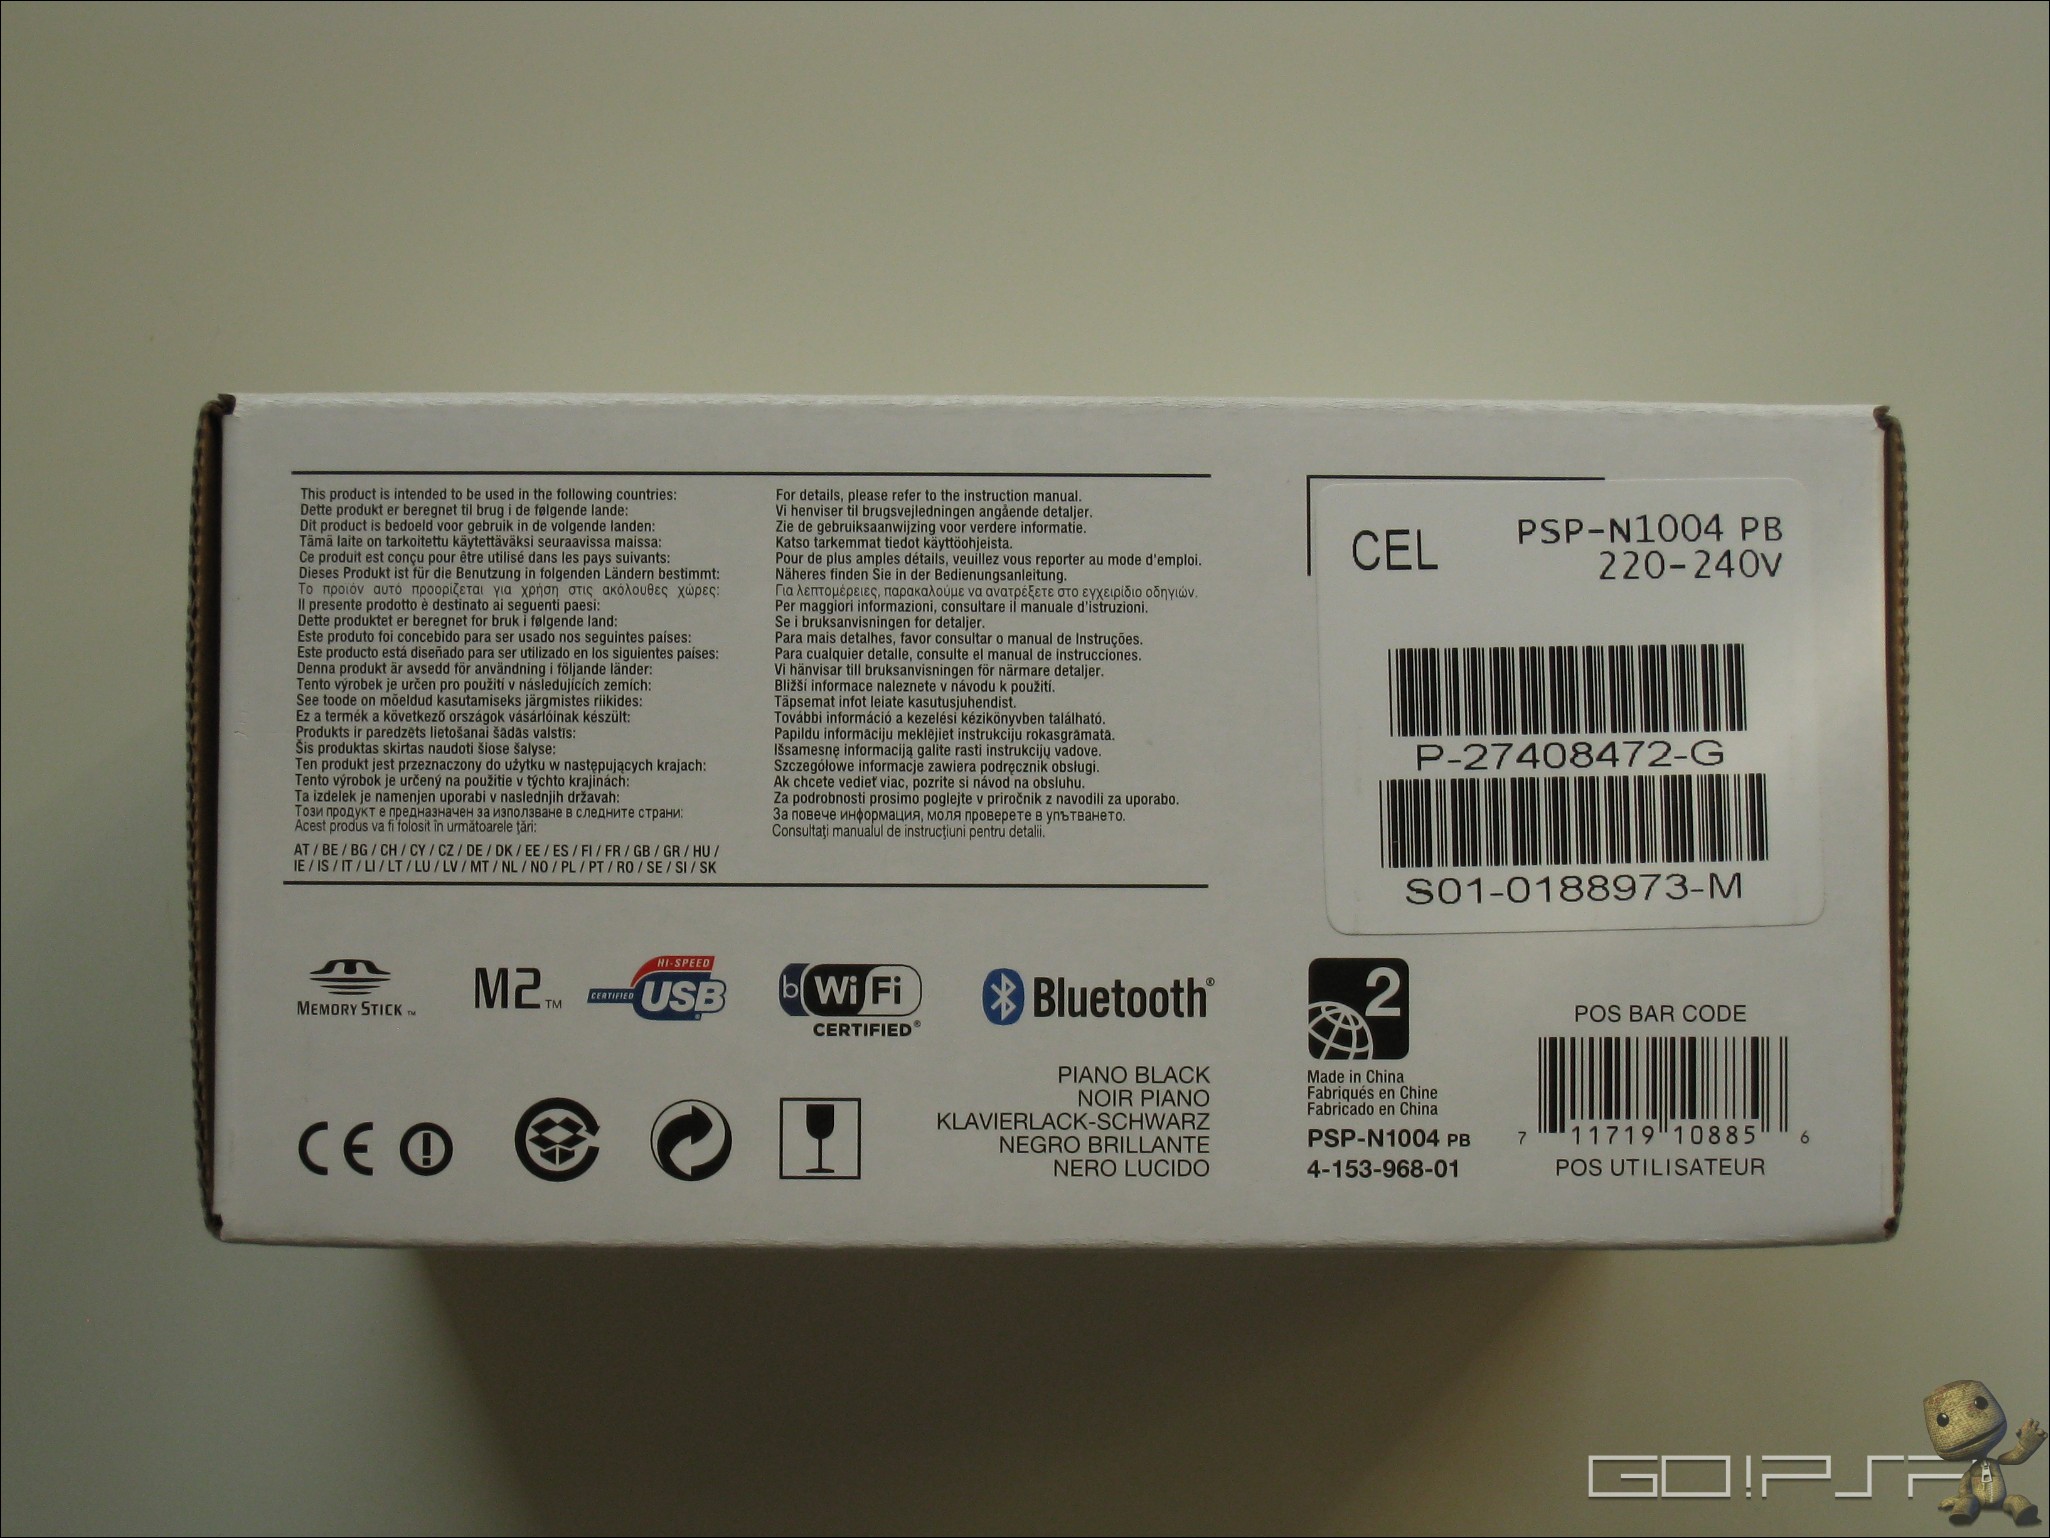 This product is intended to be used in the following countries:
Dette produkt er beregnet til brug i de følgende lande:
Dit product is bedoeld voor gebruik in de volgende landen:
Tämä laite on tarkoitettu käytettäväksi seuraavissa maissa:
Ce produit est conçu pour être utilisé dans les pays suivants:
Dieses Produkt ist für die Benutzung in folgenden Ländern bestimmt:
Το προϊόν αυτό προορίζεται για χρήση στις ακόλουθες χώρες:
Il presente prodotto è destinato ai seguenti paesi:
Dette produktet er beregnet for bruk i følgende land:
Este produto foi concebido para ser usado nos seguintes países:
Este producto está diseñado para ser utilizado en los siguientes países:
Denna produkt är avsedd för användning i följande länder:
Tento výrobek je určen pro použití v následujících zemích:
See toode on mõeldud kasutamiseks järgmistes riikides:
Ez a termék a következő országok vásárlóinak készült:
Produkts ir paredzēts lietošanai šādās valstis:
Šis produktas skirtas naudoti šiose šalyse:
Ten produkt jest przeznaczony do użytku w następujących krajach:
Tento výrobok je určený na použitie v týchto krajinách:
Ta izdelek je namenjen uporabi v naslednjih državah:
Този продукт е предназначен за използване в следните страни:
Acest produs va fi folosit în următoarele țări:
AT / BE / BG / CH / CY / CZ / DE / DK / EE / ES / FI / FR / GB / GR / HU /
IE / IS / IT / LI / LT / LU / LV / MT / NL / NO / PL / PT / RO / SE / SI / SK
For details, please refer to the instruction manual.
Vi henviser til brugsvejledningen angående detaljer.
Zie de gebruiksaanwijzing voor verdere informatie.
Katso tarkemmat tiedot käyttöohjeista.
Pour de plus amples détails, veuillez vous reporter au mode d'emploi.
Näheres finden Sie in der Bedienungsanleitung.
Για λεπτομέρειες, παρακαλούμε να ανατρέξετε στο εγχειρίδιο οδηγιών.
Per maggiori informazioni, consultare il manuale d'istruzioni.
Se i bruksanvisningen for detaljer.
Para mais detalhes, favor consultar o manual de Instruções.
Para cualquier detalle, consulte el manual de instrucciones.
Vi hänvisar till bruksanvisningen för närmare detaljer.
Bližší informace naleznete v návodu k použití.
Täpsemat infot leiate kasutusjuhendist.
További információ a kezelési kézikönyvben található.
Papildu informāciju meklējiet instrukciju rokasgrāmatā.
Išsamesnę informaciją galite rasti instrukcijų vadove.
Szczegółowe informacje zawiera podręcznik obsługi.
Ak chcete vedieť viac, pozrite si návod na obsluhu.
Za podrobnosti prosimo poglejte v priročnik z navodili za uporabo.
За повече информация, моля проверете в упътването.
Consultați manualul de instrucțiuni pentru detalii.
CEL
PSP-N1004 PB
220-240V
P-27408472-G
S01-0188973-M
MEMORY STICK ™
M2 ™
HI-SPEED
CERTIFIED USB
b Wi Fi
CERTIFIED®
Bluetooth®
2
Made in China
Fabriqués en Chine
Fabricado en China
PSP-N1004 PB
4-153-968-01
POS BAR CODE
7 11719 10885 6
POS UTILISATEUR
CE
PIANO BLACK
NOIR PIANO
KLAVIERLACK-SCHWARZ
NEGRO BRILLANTE
NERO LUCIDO
GO!PSP